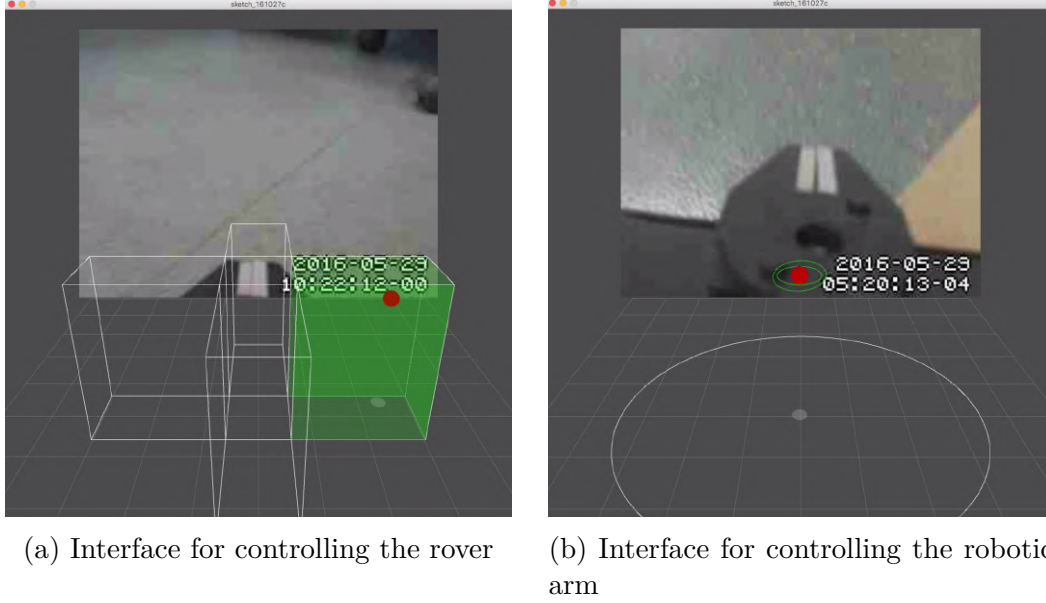 sketch_161027c
sketch_161027c
2016-05-29
10:22:12-00
2016-05-29
05:20:13-04
(a) Interface for controlling the rover
(b) Interface for controlling the robotic
arm